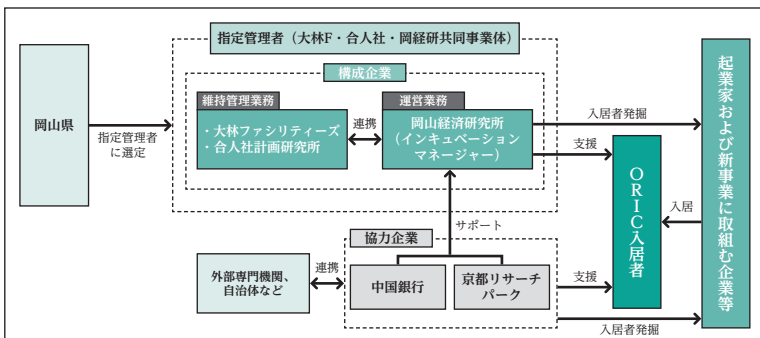 指定管理者（大林F・合人社・岡経研共同事業体）
構成企業
岡山県
指定管理者
に選定
維持管理業務
・大林ファシリティーズ
・合人社計画研究所
連携
運営業務
岡山経済研究所
（インキュベーション
マネージャー）
入居者発掘
支援
起業家および新事業に取組む企業等
ORIC入居者
入居
サポート
協力企業
外部専門機関、
自治体など
連携
中国銀行
京都リサーチ
パーク
支援
入居者発掘